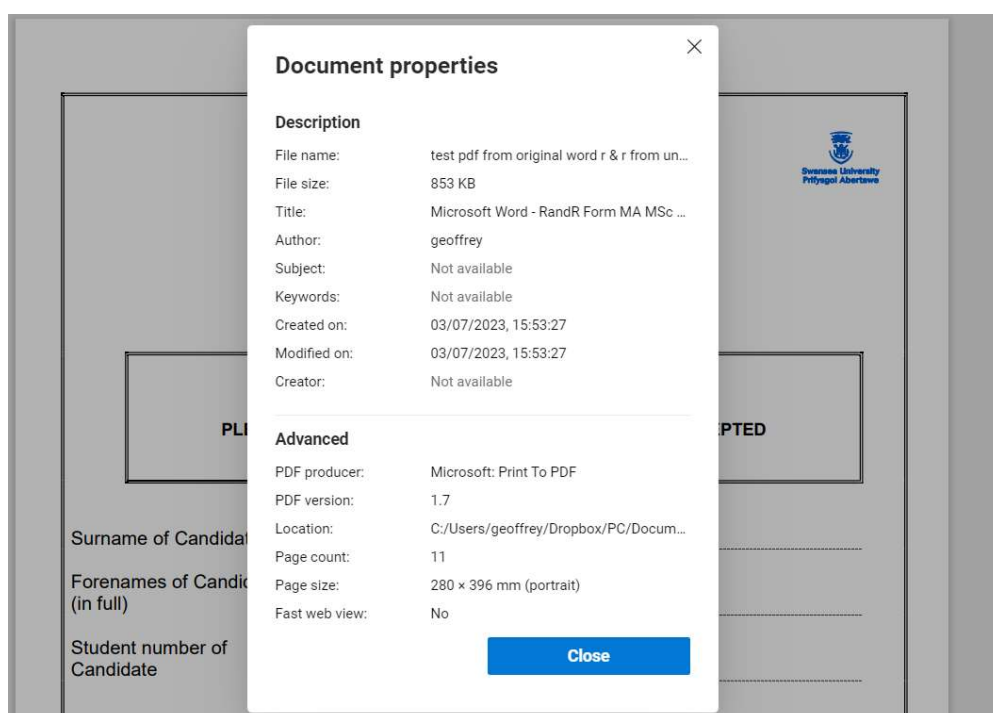 Document properties
Description
File name: test pdf from original word r & r from un...
File size: 853 KB
Title: Microsoft Word - RandR Form MA MSc ...
Author: geoffrey
Subject: Not available
Keywords: Not available
Created on: 03/07/2023, 15:53:27
Modified on: 03/07/2023, 15:53:27
Creator: Not available
Advanced
PDF producer: Microsoft: Print To PDF
PDF version: 1.7
Location: C:/Users/geoffrey/Dropbox/PC/Docum...
Page count: 11
Page size: 280 × 396 mm (portrait)
Fast web view: No
Close
Swansea University
Prifysgol Abertawe
PLE
PTED
Surname of Candidat
Forenames of Candid
(in full)
Student number of
Candidate